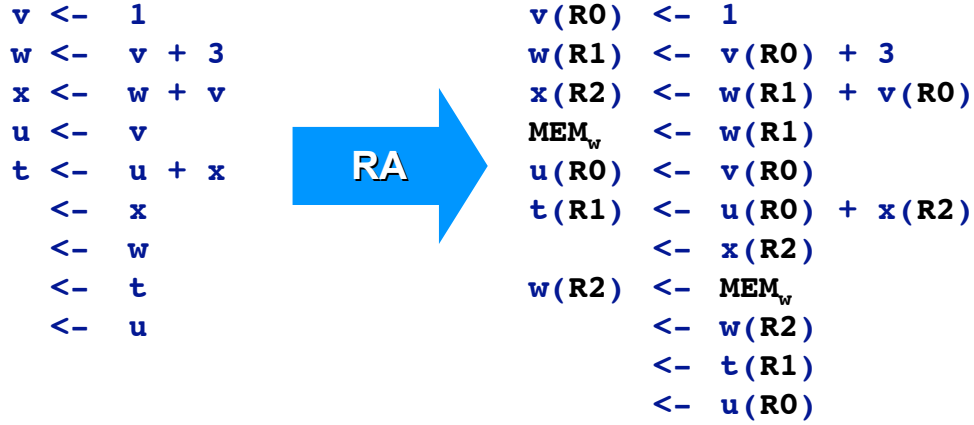 v <- 1
w <- v + 3
x <- w + v
u <- v
t <- u + x
<- x
<- w
<- t
<- u
RA
v(R0) <- 1
w(R1) <- v(R0) + 3
x(R2) <- w(R1) + v(R0)
MEMw <- w(R1)
u(R0) <- v(R0)
t(R1) <- u(R0) + x(R2)
<- x(R2)
w(R2) <- MEMw
<- w(R2)
<- t(R1)
<- u(R0)